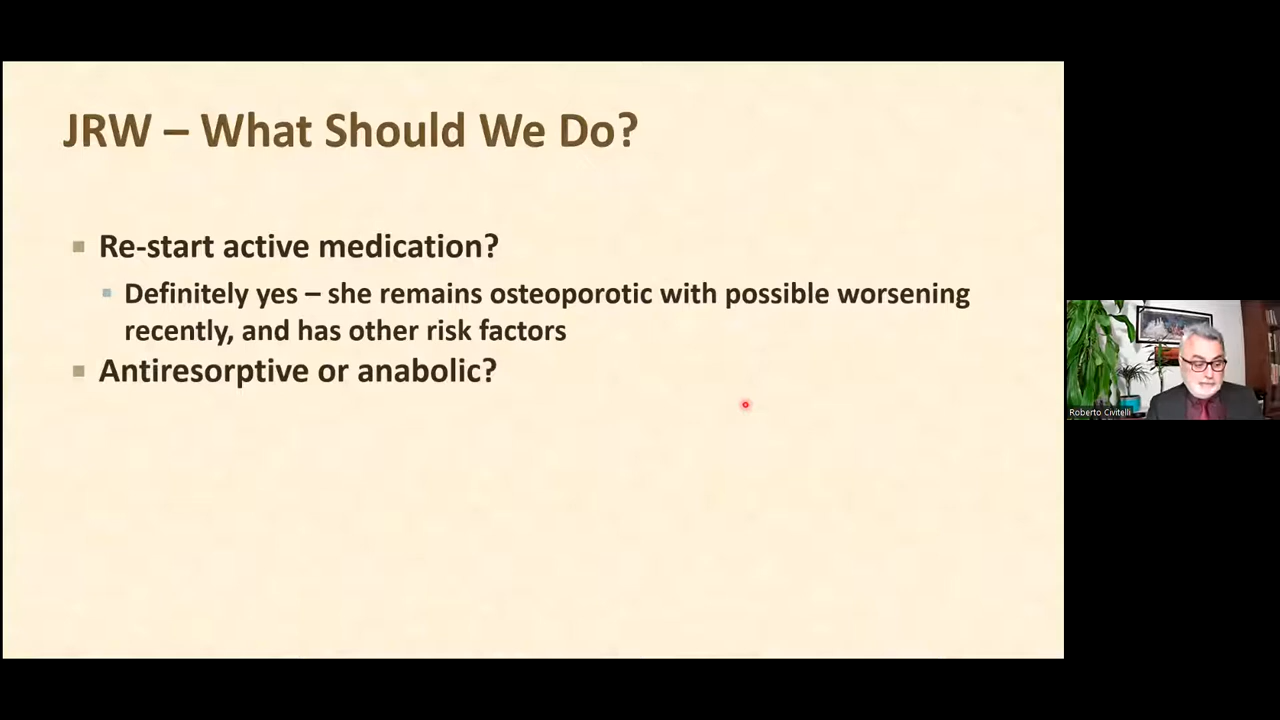 JRW – What Should We Do?
Re-start active medication?
Definitely yes – she remains osteoporotic with possible worsening
recently, and has other risk factors
Antiresorptive or anabolic?
Roberto Civitelli